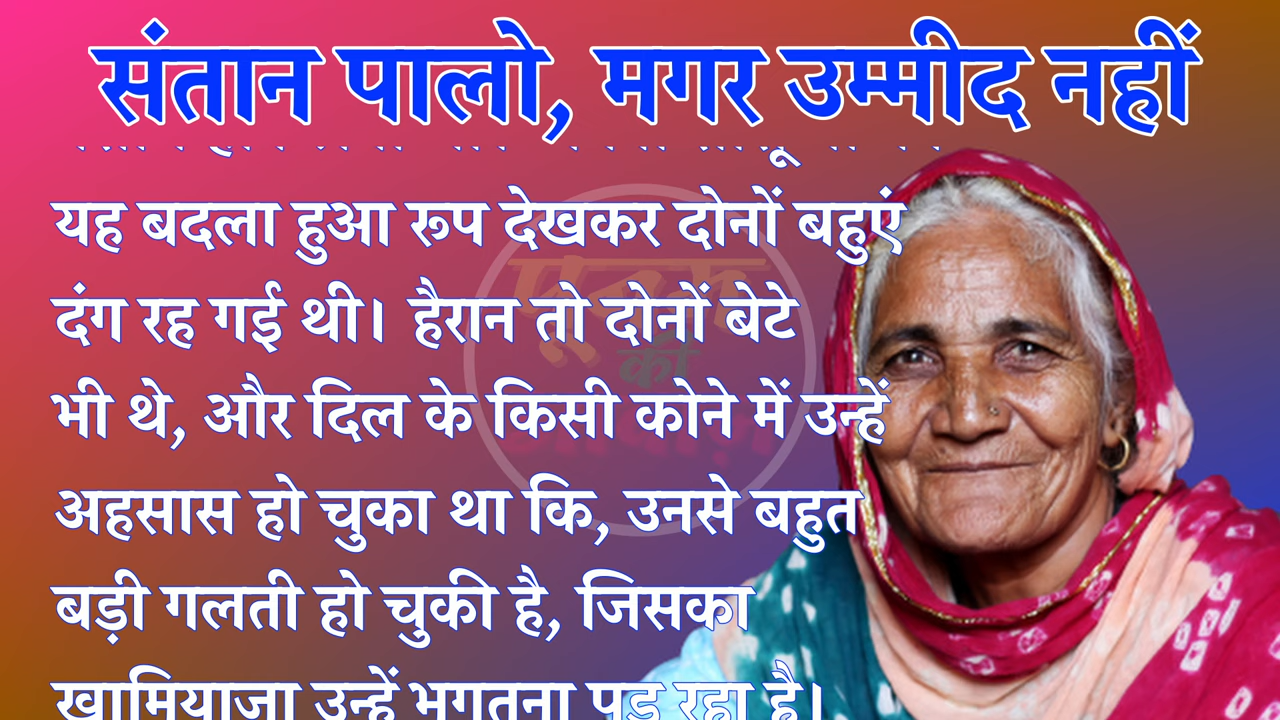 संतान पालो, मगर उम्मीद नहीं
यह बदला हुआ रूप देखकर दोनों बहुएं
दंग रह गई थी। हैरान तो दोनों बेटे
भी थे, और दिल के किसी कोने में उन्हें
अहसास हो चुका था कि, उनसे बहुत
बड़ी गलती हो चुकी है, जिसका
खामियाजा उन्हें भुगतना पड़ रहा है।
की